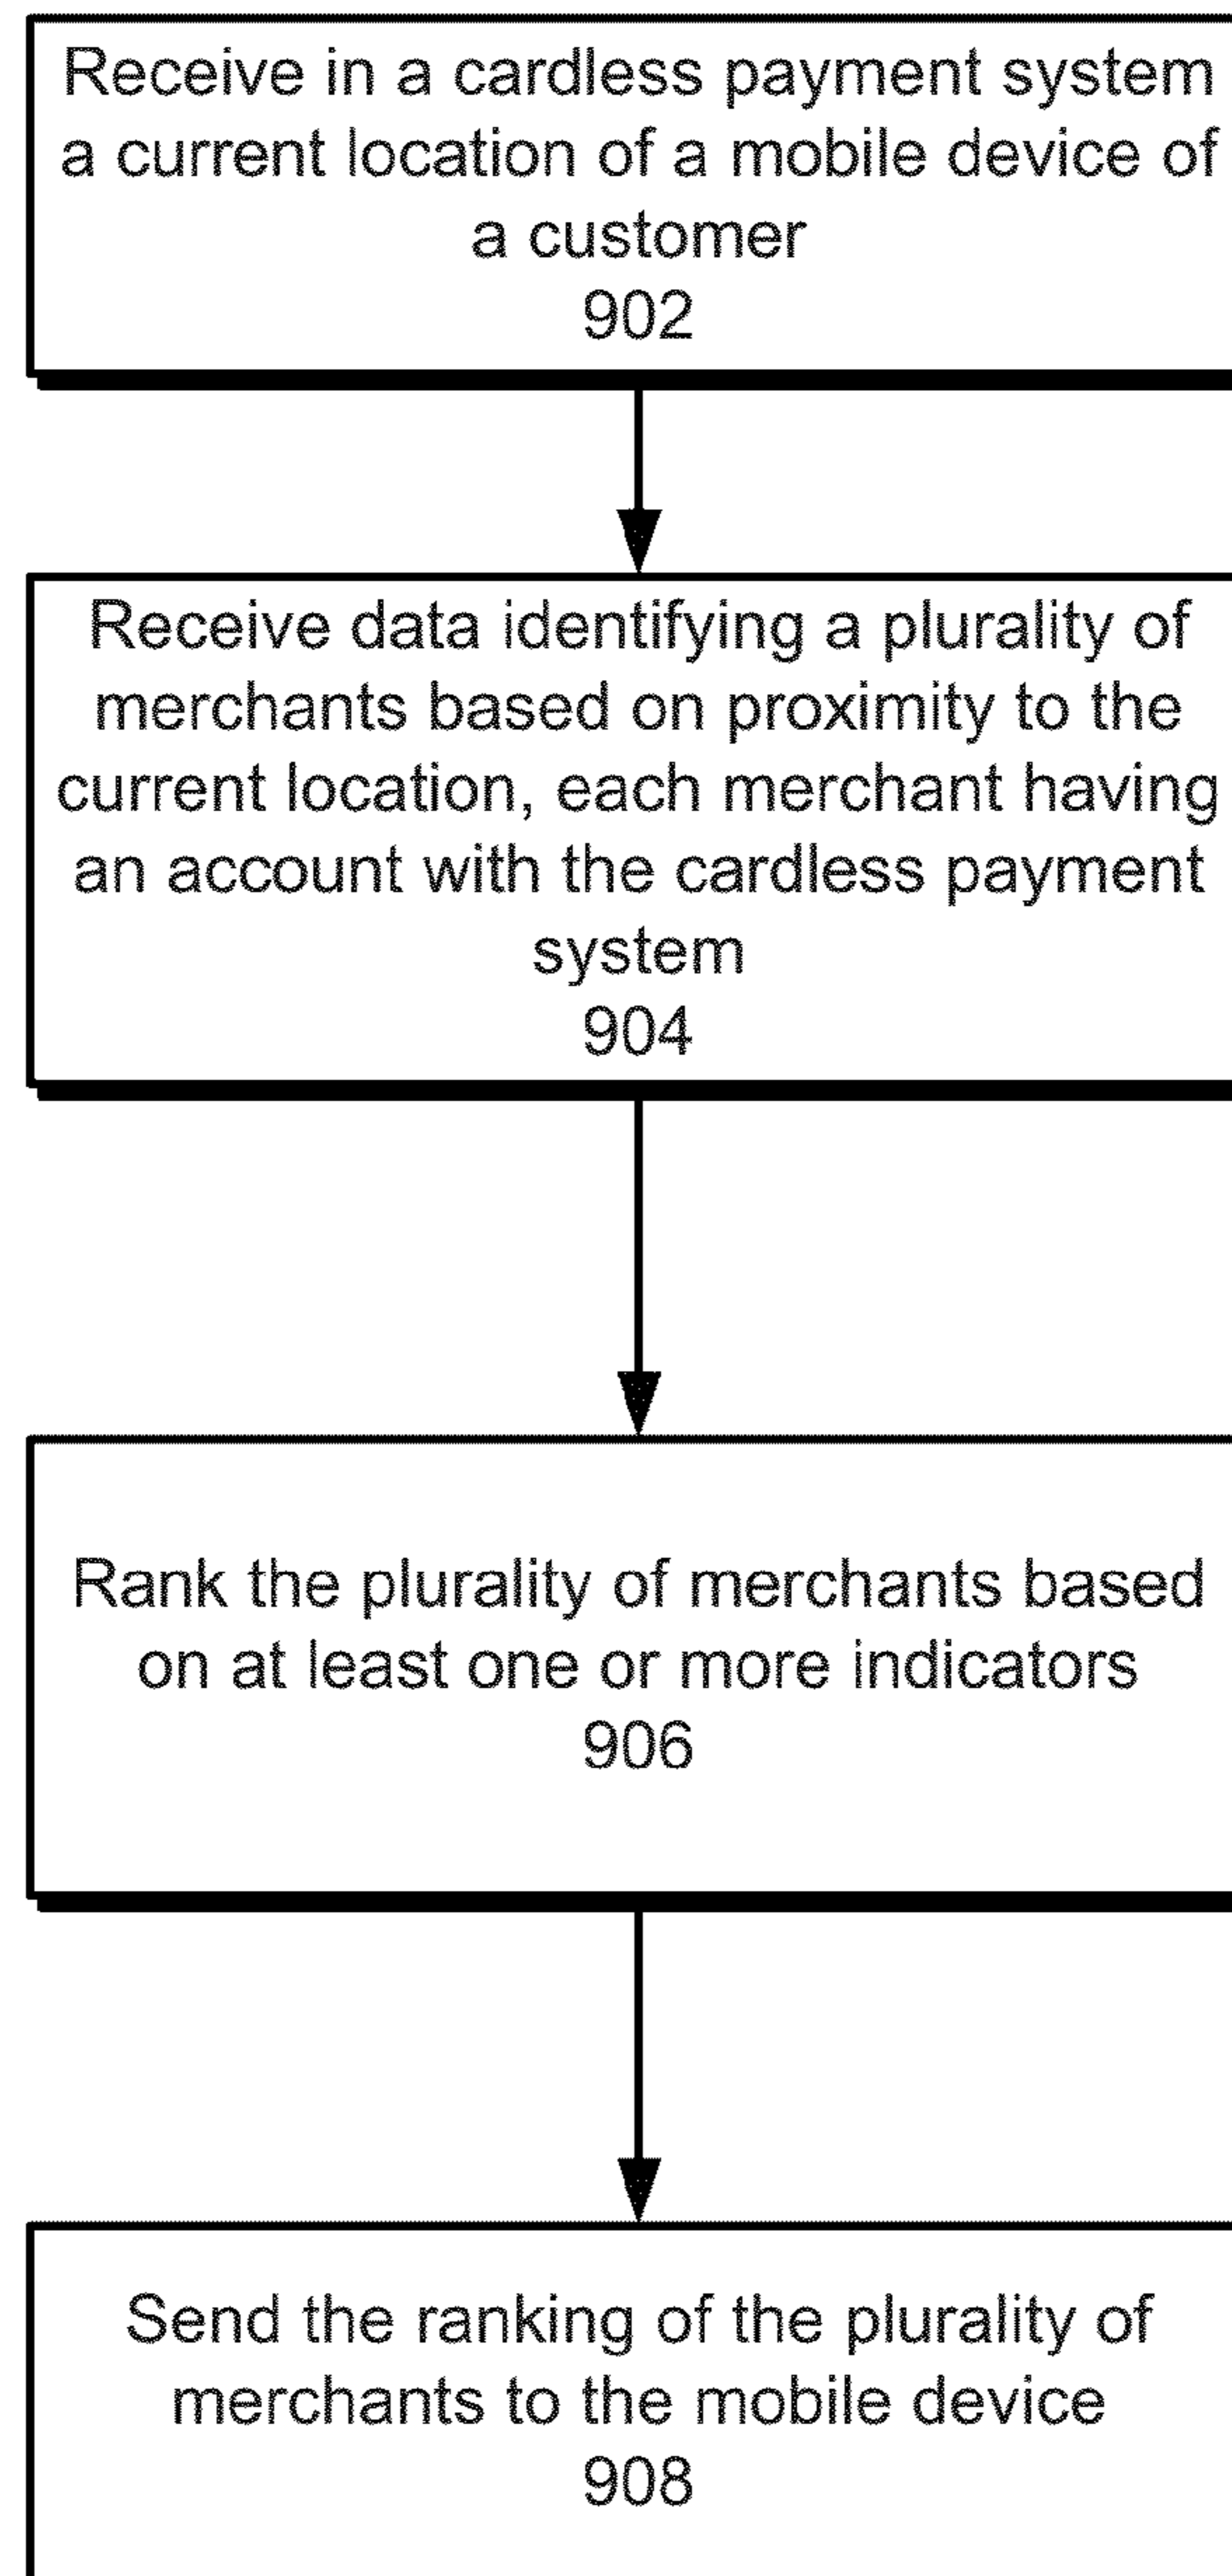 Receive in a cardless payment system
a current location of a mobile device of
a customer
902
Receive data identifying a plurality of
merchants based on proximity to the
current location, each merchant having
an account with the cardless payment
system
904
Rank the plurality of merchants based
on at least one or more indicators
906
Send the ranking of the plurality of
merchants to the mobile device
908